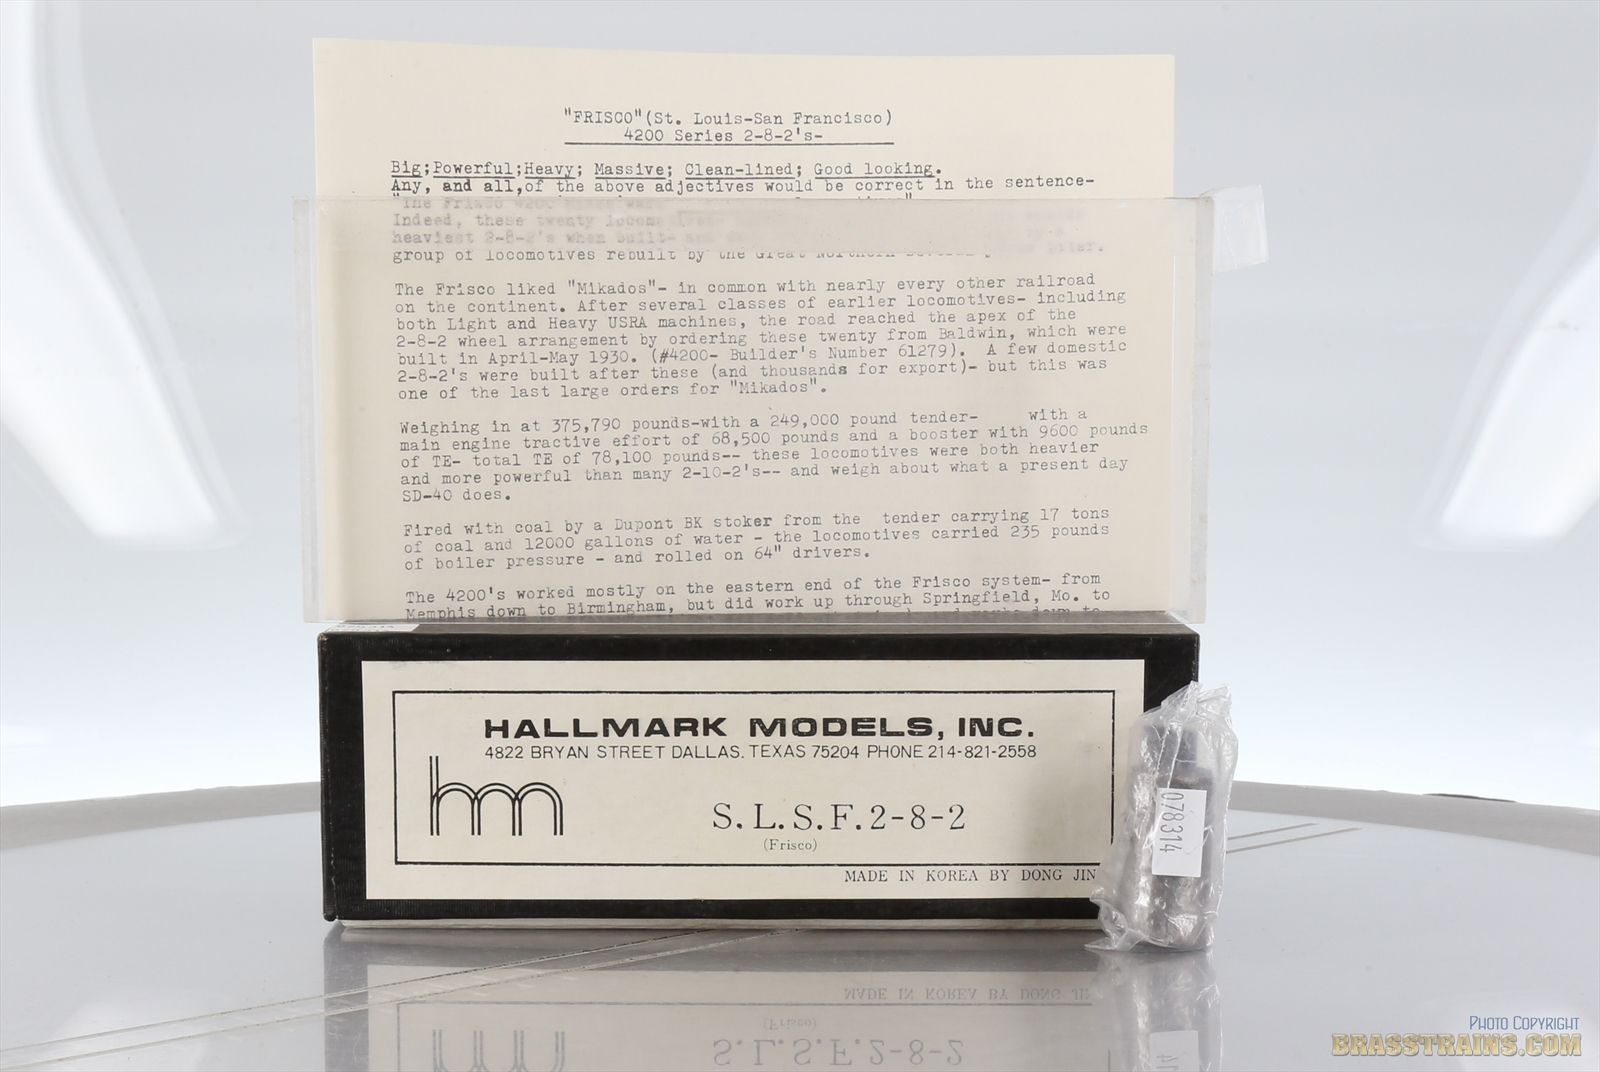 "FRISCO"(St. Louis-San Francisco)
4200 Series 2-8-2's-
Big;Powerful;Heavy; Massive; Clean-lined; Good looking.
Any, and all,of the above adjectives would be correct in the sentence-
"The Frisco 4200
Indeed, these twenty
heaviest 2-8-2's when built-
group of locomotives rebuilt by the Great Northern
The Frisco liked "Mikados"- in common with nearly every other railroad
on the continent. After several classes of earlier locomotives- including
both Light and Heavy USRA machines, the road reached the apex of the
2-8-2 wheel arrangement by ordering these twenty from Baldwin, which were
built in April-May 1930. (#4200- Builder's Number 61279). A few domestic
2-8-2's were built after these (and thousands for export)- but this was
one of the last large orders for "Mikados".
Weighing in at 375,790 pounds-with a 249,000 pound tender- with a
main engine tractive effort of 68,500 pounds and a booster with 9600 pounds
of TE- total TE of 78,100 pounds-- these locomotives were both heavier
and more powerful than many 2-10-2's-- and weigh about what a present day
SD-40 does.
Fired with coal by a Dupont BK stoker from the tender carrying 17 tons
of coal and 12000 gallons of water - the locomotives carried 235 pounds
of boiler pressure - and rolled on 64" drivers.
The 4200's worked mostly on the eastern end of the Frisco system- from
Memphis down to Birmingham, but did work up through Springfield, Mo. to
HALLMARK MODELS, INC.
4822 BRYAN STREET DALLAS. TEXAS 75204 PHONE 214-821-2558
hm
S.L.S.F. 2-8-2
(Frisco)
MADE IN KOREA BY DONG JIN
078314
PHOTO COPYRIGHT
BRASSTRAINS.COM